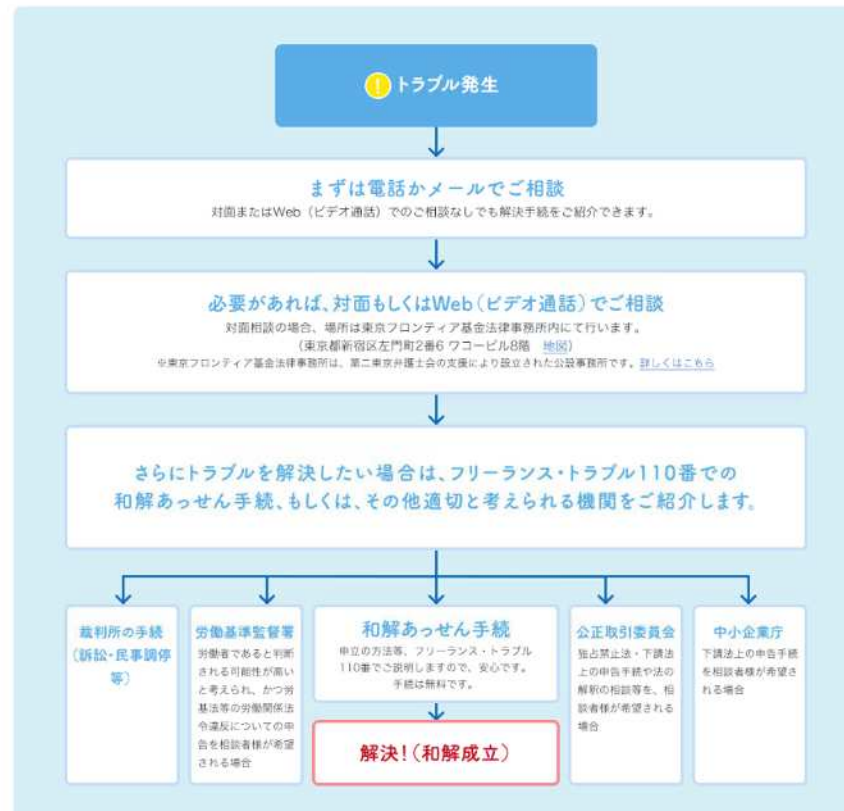 ! トラブル発生
まずは電話かメールでご相談
対面またはWeb（ビデオ通話）でのご相談なしでも解決手続をご紹介できます。
必要があれば、対面もしくはWeb（ビデオ通話）でご相談
対面相談の場合、場所は東京フロンティア基金法律事務所内にて行います。
（東京都新宿区左門町2番6 ワコービル8階　地図）
※東京フロンティア基金法律事務所は、第二東京弁護士会の支援により設立された公設事務所です。詳しくはこちら
さらにトラブルを解決したい場合は、フリーランス・トラブル110番での
和解あっせん手続、もしくは、その他適切と考えられる機関をご紹介します。
裁判所の手続
（訴訟・民事調停
等）
労働基準監督署
労働者であると判断
される可能性が高い
と考えられ、かつ労
基法等の労働関係法
令違反についての申
告を相談者様が希望
される場合
和解あっせん手続
申立の方法等、フリーランス・トラブル
110番でご説明しますので、安心です。
手続は無料です。
解決！（和解成立）
公正取引委員会
独占禁止法・下請法
上の申告手続や法の
解釈の相談等を、相
談者様が希望される
場合
中小企業庁
下請法上の申告手続
を相談者様が希望さ
れる場合